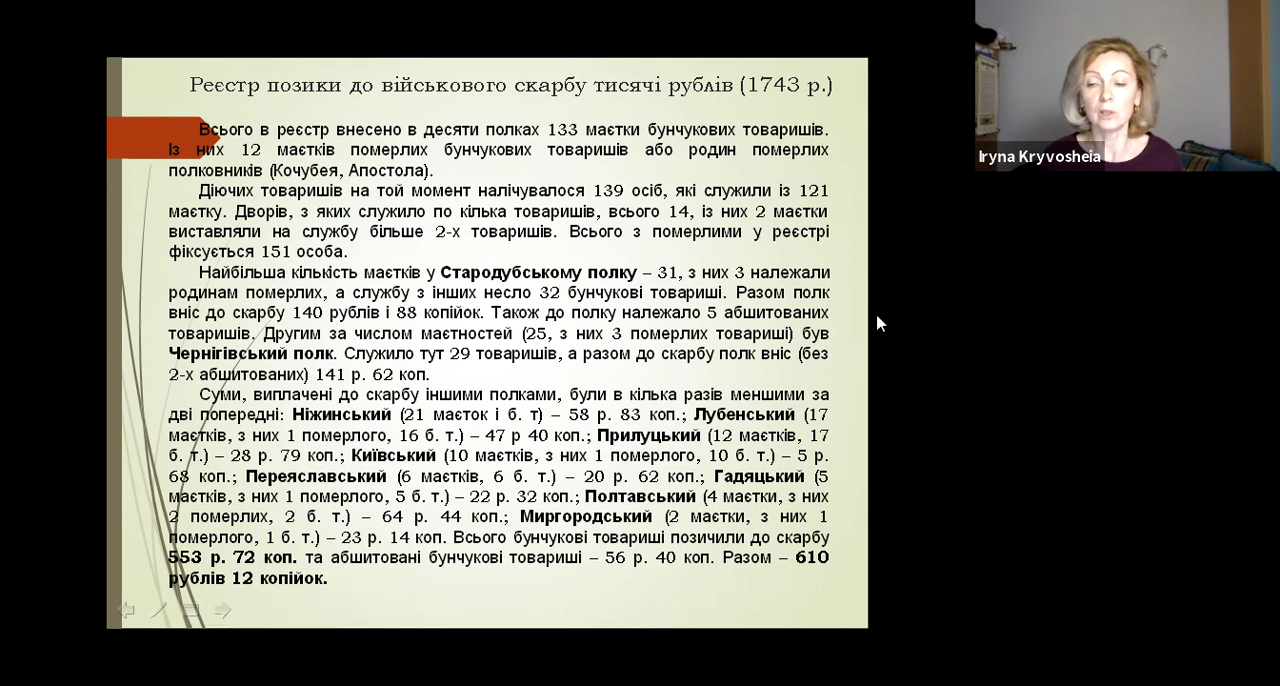 Реєстр позики до військового скарбу тисячі рублів (1743 р.)
Всього в реєстр внесено в десяти полках 133 маєтки бунчукових товаришів.
Із них 12 маєтків померлих бунчукових товаришів або родин померлих
полковників (Кочубея, Апостола).
Діючих товаришів на той момент налічувалося 139 осіб, які служили із 121
маєтку. Дворів, з яких служило по кілька товаришів, всього 14, із них 2 маєтки
виставляли на службу більше 2-х товаришів. Всього з померлими у реєстрі
фіксується 151 особа.
Найбільша кількість маєтків у Стародубському полку – 31, з них 3 належали
родинам померлих, а службу з інших несло 32 бунчукові товариші. Разом полк
вніс до скарбу 140 рублів і 88 копійок. Також до полку належало 5 абшитованих
товаришів. Другим за числом маєтностей (25, з них 3 померлих товариші) був
Чернігівський полк. Служило тут 29 товаришів, а разом до скарбу полк вніс (без
2-х абшитованих) 141 р. 62 коп.
Суми, виплачені до скарбу іншими полками, були в кілька разів меншими за
дві попередні: Ніжинський (21 маєток і б. т) – 58 р. 83 коп.; Лубенський (17
маєтків, з них 1 померлого, 16 б. т.) – 47 р 40 коп.; Прилуцький (12 маєтків, 17
б. т.) – 28 р. 79 коп.; Київський (10 маєтків, з них 1 померлого, 10 б. т.) – 5 р.
68 коп.; Переяславський (6 маєтків, 6 б. т.) – 20 р. 62 коп.; Гадяцький (5
маєтків, з них 1 померлого, 5 б. т.) – 22 р. 32 коп.; Полтавський (4 маєтки, з них
2 померлих, 2 б. т.) – 64 р. 44 коп.; Миргородський (2 маєтки, з них 1
померлого, 1 б. т.) – 23 р. 14 коп. Всього бунчукові товариші позичили до скарбу
553 р. 72 коп. та абшитовані бунчукові товариші – 56 р. 40 коп. Разом – 610
рублів 12 копійок.
Iryna Kryvosheia